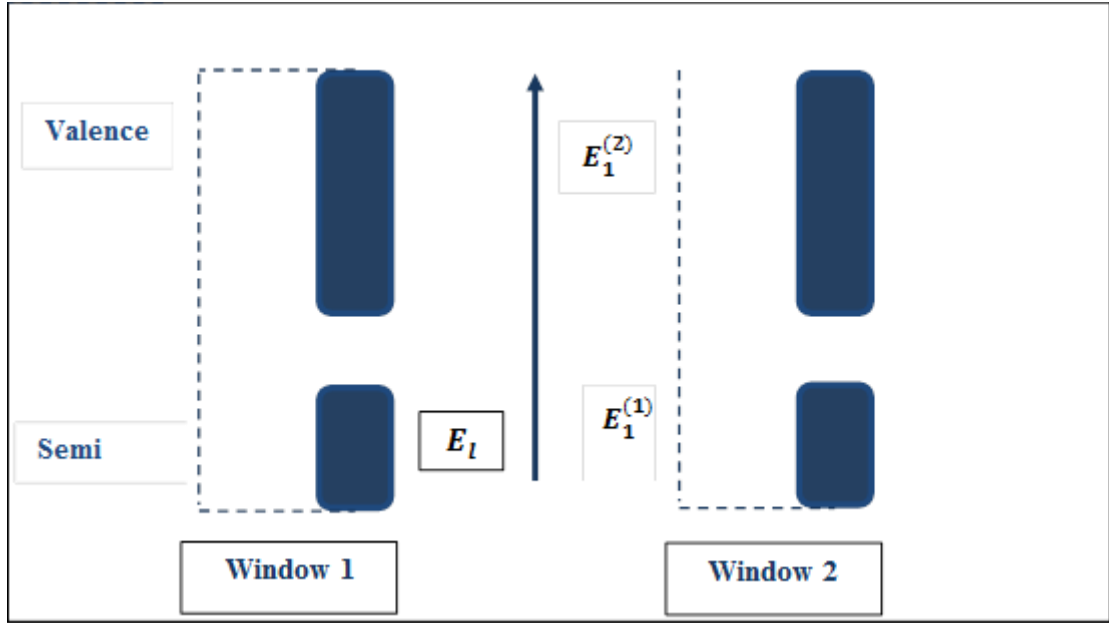 Valence
E_1^{(2)}
E_1^{(1)}
Semi
E_l
Window 1
Window 2